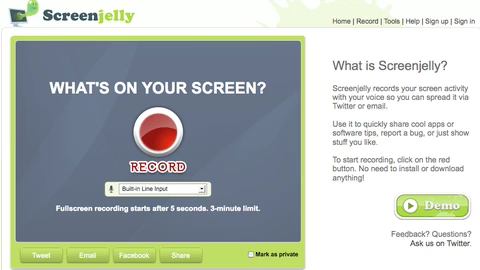 Screenjelly
Home | Record | Tools | Help | Sign up | Sign in
WHAT'S ON YOUR SCREEN?
RECORD
Built-in Line Input
Fullscreen recording starts after 5 seconds. 3-minute limit.
Tweet
Email
Facebook
Share
Mark as private
What is Screenjelly?
Screenjelly records your screen activity
with your voice so you can spread it via
Twitter or email.
Use it to quickly share cool apps or
software tips, report a bug, or just show
stuff you like.
To start recording, click on the red
button. No need to install or download
anything!
Demo
Feedback? Questions?
Ask us on Twitter.